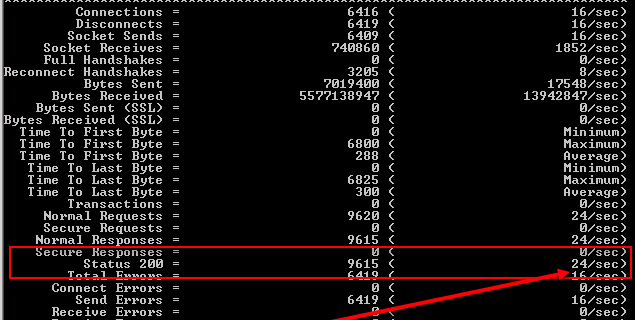 Connections = 6416 ( 16/sec)
Disconnects = 6419 ( 16/sec)
Socket Sends = 6409 ( 16/sec)
Socket Receives = 740860 ( 1852/sec)
Full Handshakes = 0 ( 0/sec)
Reconnect Handshakes = 3205 ( 8/sec)
Bytes Sent = 7019400 ( 17548/sec)
Bytes Received = 5577138947 ( 13942847/sec)
Bytes Sent (SSL) = 0 ( 0/sec)
Bytes Received (SSL) = 0 ( 0/sec)
Time To First Byte = 0 ( Minimum)
Time To First Byte = 6800 ( Maximum)
Time To First Byte = 288 ( Average)
Time To Last Byte = 0 ( Minimum)
Time To Last Byte = 6825 ( Maximum)
Time To Last Byte = 300 ( Average)
Transactions = 0 ( 0/sec)
Normal Requests = 9620 ( 24/sec)
Secure Requests = 0 ( 0/sec)
Normal Responses = 9615 ( 24/sec)
Secure Responses = 0 ( 0/sec)
Status 200 = 9615 ( 24/sec)
Total Errors = 6419 ( 16/sec)
Connect Errors = 0 ( 0/sec)
Send Errors = 6419 ( 16/sec)
Receive Errors = 0 ( 0/sec)